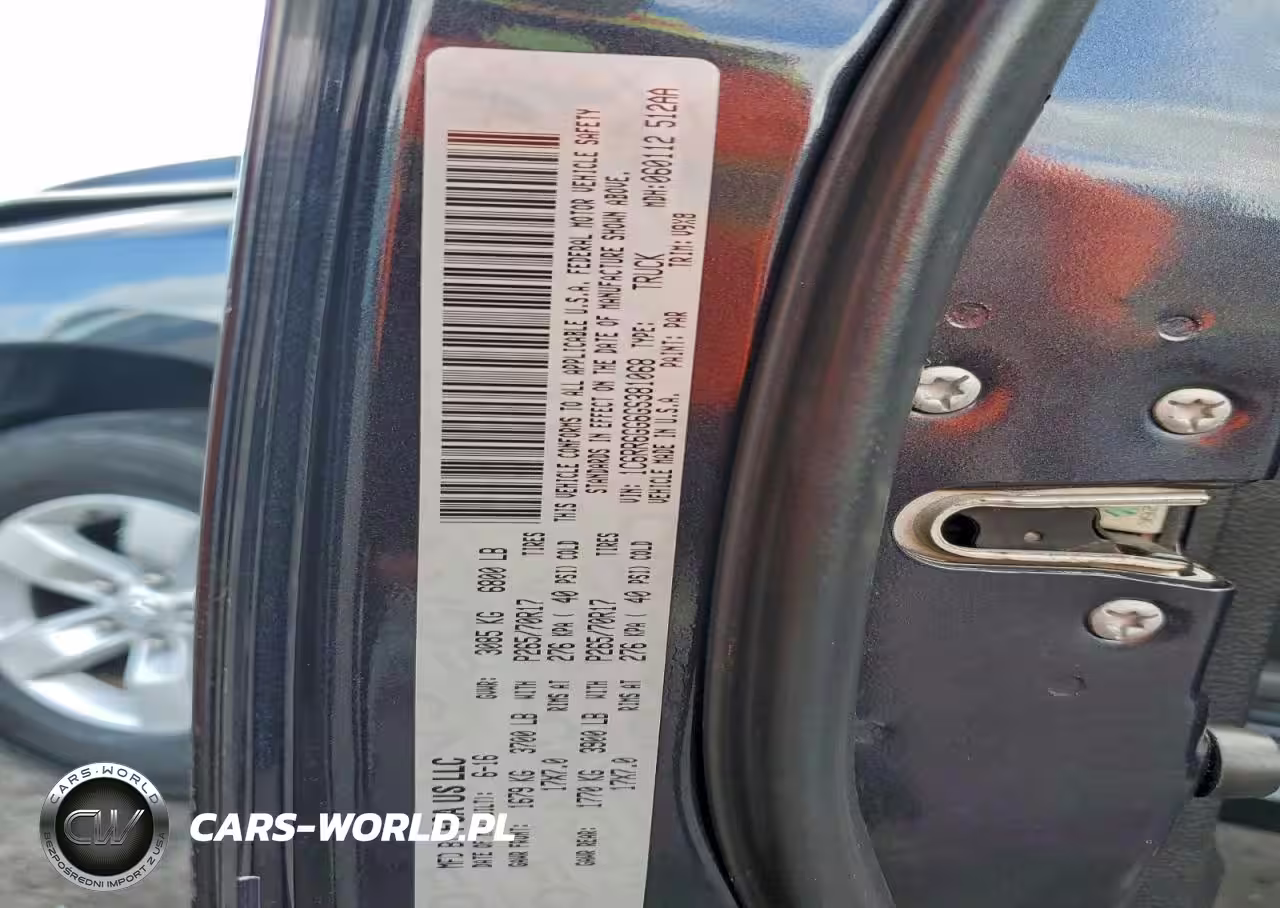 MFD B FCA US LLC
DATE OF BUILD: 6-16 GVWR: 3085 KG 6800 LB
GAWR FRONT: 1679 KG 3700 LB WITH P265/70R17 TIRES
17X7.0 RIMS AT 276 KPA ( 40 PSI) COLD
GAWR REAR: 1770 KG 3900 LB WITH P265/70R17 TIRES
17X7.0 RIMS AT 276 KPA ( 40 PSI) COLD
THIS VEHICLE CONFORMS TO ALL APPLICABLE U.S.A. FEDERAL MOTOR VEHICLE SAFETY
STANDARDS IN EFFECT ON THE DATE OF MANUFACTURE SHOWN ABOVE.
VIN: 1C6RR6GG6GS381068 TYPE: TRUCK MDH:060112 512AA
VEHICLE MADE IN U.S.A. PAINT: PAR TRIM: V9X8
CARS-WORLD
CW
BEZPOŚREDNI IMPORT Z USA
CARS-WORLD.PL